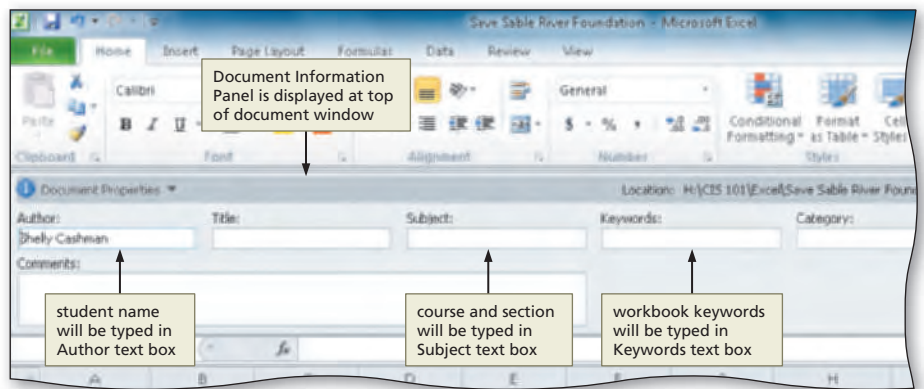 Save Sable River Foundation - Microsoft Excel
File Home Insert Page Layout Formulas Data Review View
Document Information
Panel is displayed at top
of document window
Calibri
General
Paste
B I U
$ - % ,
Conditional Formatting
Format as Table
Cell Styles
Clipboard Font Alignment Number Styles
Document Properties
Location: H:\CIS 101\Excel\Save Sable River Foun
Author: Title: Subject: Keywords: Category:
Shelly Cashman
Comments:
student name
will be typed in
Author text box
course and section
will be typed in
Subject text box
workbook keywords
will be typed in
Keywords text box
fx
A B D E F H